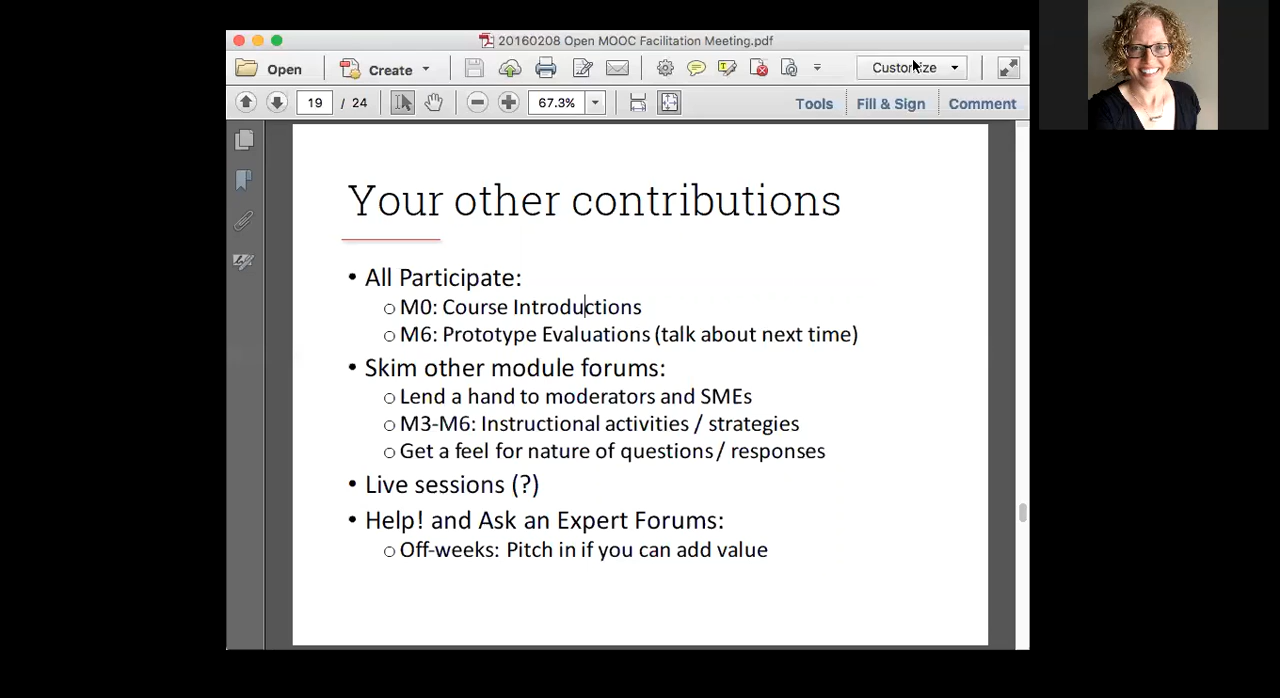 20160208 Open MOOC Facilitation Meeting.pdf
Open Create Customize
19 / 24 67.3% Tools Fill & Sign Comment
Your other contributions
• All Participate:
○ M0: Course Introductions
○ M6: Prototype Evaluations (talk about next time)
• Skim other module forums:
○ Lend a hand to moderators and SMEs
○ M3-M6: Instructional activities / strategies
○ Get a feel for nature of questions / responses
• Live sessions (?)
• Help! and Ask an Expert Forums:
○ Off-weeks: Pitch in if you can add value